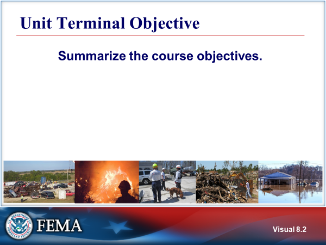 Unit Terminal Objective
Summarize the course objectives.
FEMA
Visual 8.2